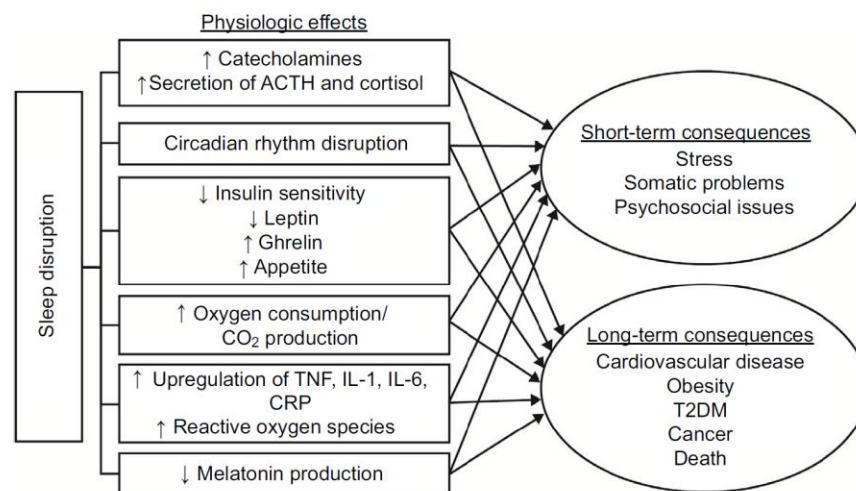 Physiologic effects
↑ Catecholamines
↑Secretion of ACTH and cortisol
Circadian rhythm disruption
↓ Insulin sensitivity
↓ Leptin
↑ Ghrelin
↑ Appetite
↑ Oxygen consumption/
CO₂ production
↑ Upregulation of TNF, IL-1, IL-6,
CRP
↑ Reactive oxygen species
↓ Melatonin production
Sleep disruption
Short-term consequences
Stress
Somatic problems
Psychosocial issues
Long-term consequences
Cardiovascular disease
Obesity
T2DM
Cancer
Death